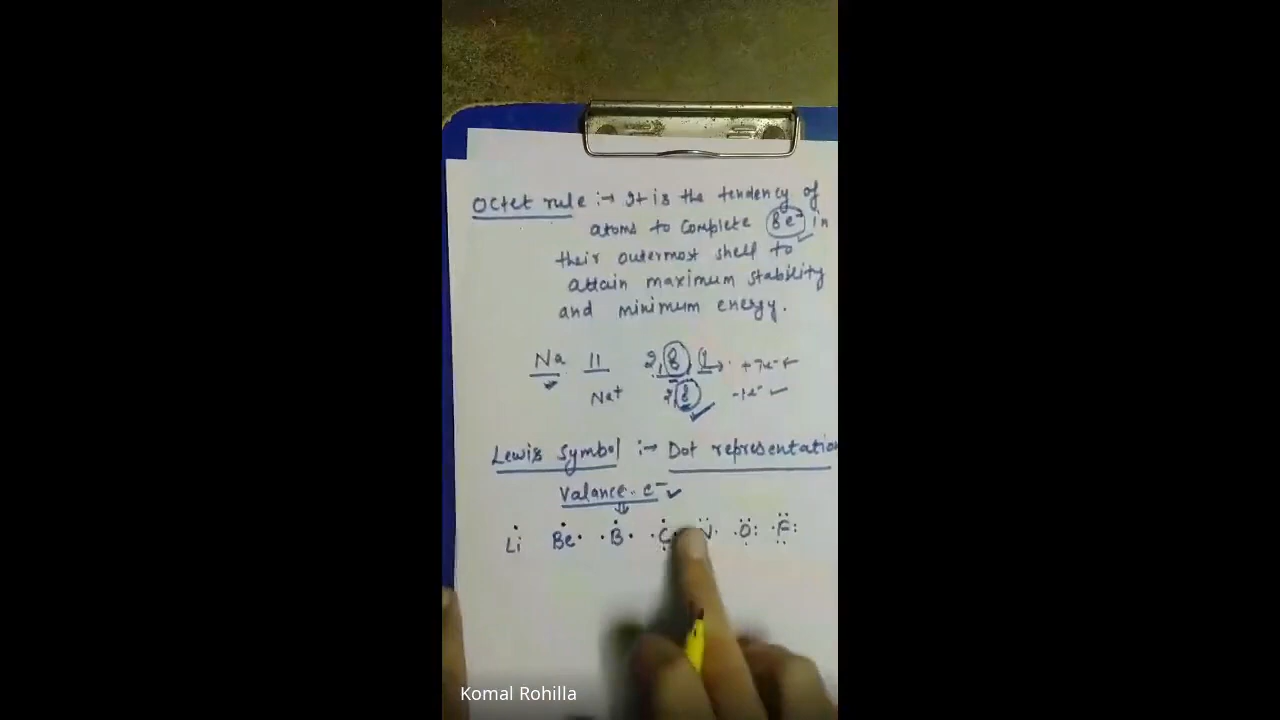 Octet rule :→ It is the tendency of
atoms to complete 8e⁻ in
their outermost shell to
attain maximum stability
and minimum energy.
Na 11 2,8,1 → +7e⁻
Na⁺ 2,8 -1e⁻ ✓
Lewis symbol :→ Dot representation
Valance e⁻ ✓
Li Be B C N O F
Komal Rohilla